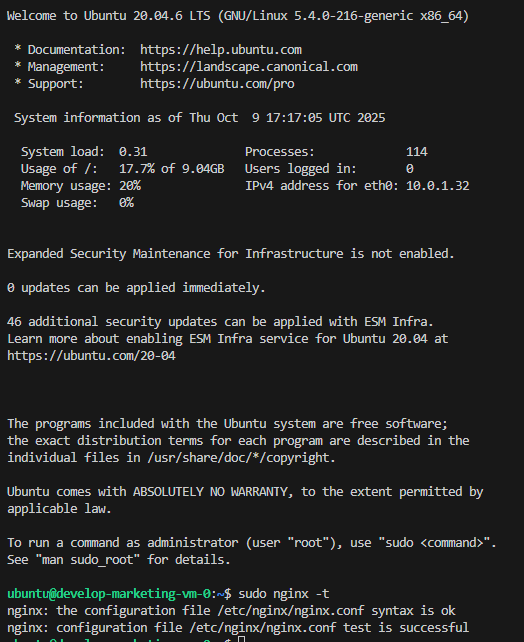 Welcome to Ubuntu 20.04.6 LTS (GNU/Linux 5.4.0-216-generic x86_64)
* Documentation:  https://help.ubuntu.com
* Management:     https://landscape.canonical.com
* Support:        https://ubuntu.com/pro
System information as of Thu Oct  9 17:17:05 UTC 2025
System load:  0.31              Processes:             114
Usage of /:   17.7% of 9.04GB   Users logged in:       0
Memory usage: 20%               IPv4 address for eth0: 10.0.1.32
Swap usage:   0%
Expanded Security Maintenance for Infrastructure is not enabled.
0 updates can be applied immediately.
46 additional security updates can be applied with ESM Infra.
Learn more about enabling ESM Infra service for Ubuntu 20.04 at
https://ubuntu.com/20-04
The programs included with the Ubuntu system are free software;
the exact distribution terms for each program are described in the
individual files in /usr/share/doc/*/copyright.
Ubuntu comes with ABSOLUTELY NO WARRANTY, to the extent permitted by
applicable law.
To run a command as administrator (user "root"), use "sudo <command>".
See "man sudo_root" for details.
ubuntu@develop-marketing-vm-0:~$ sudo nginx -t
nginx: the configuration file /etc/nginx/nginx.conf syntax is ok
nginx: configuration file /etc/nginx/nginx.conf test is successful